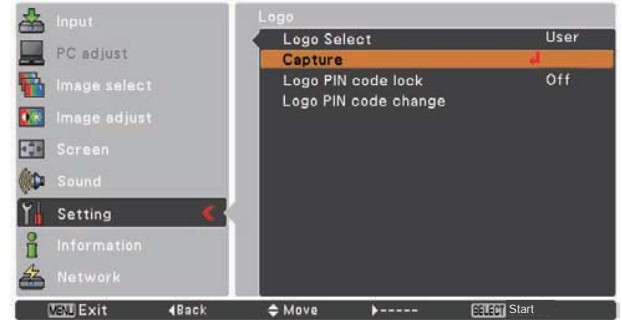 Input
PC adjust
Image select
Image adjust
Screen
Sound
Setting
Information
Network
Logo
Logo Select User
Capture
Logo PIN code lock Off
Logo PIN code change
MENU Exit Back Move ----- SELECT Start